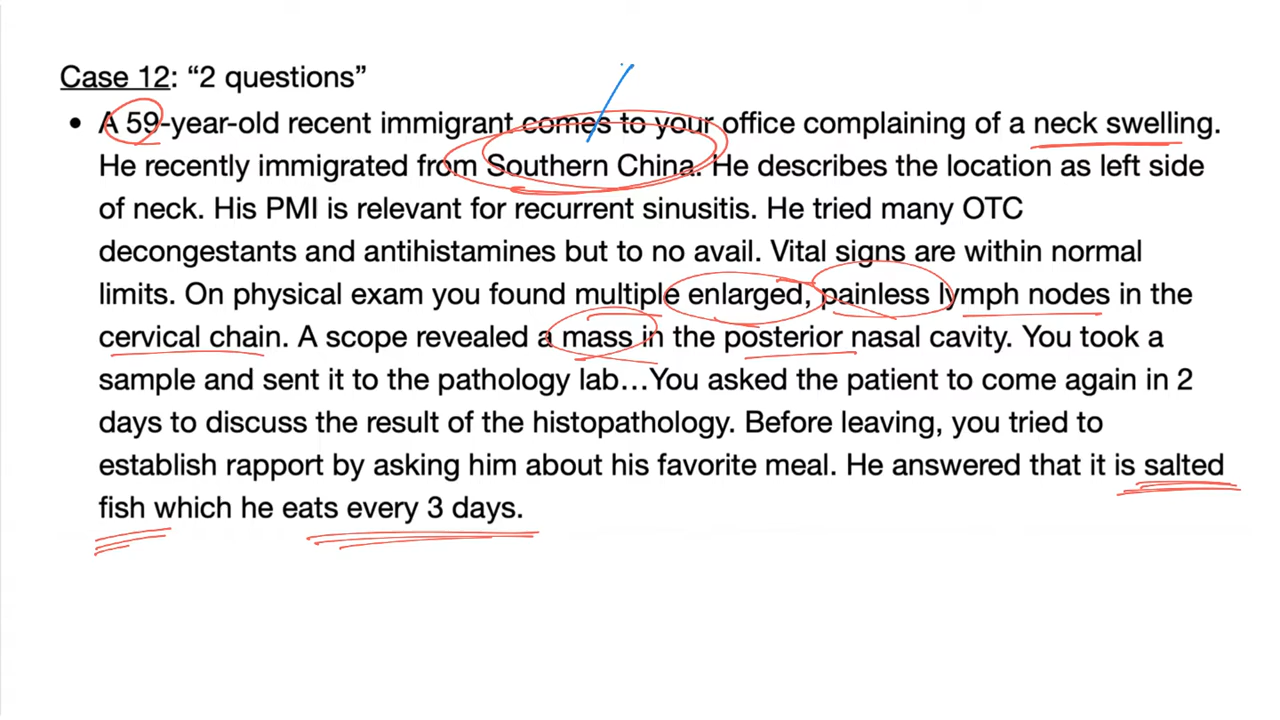 Case 12: “2 questions”
• A 59-year-old recent immigrant comes to your office complaining of a neck swelling.
He recently immigrated from Southern China. He describes the location as left side
of neck. His PMI is relevant for recurrent sinusitis. He tried many OTC
decongestants and antihistamines but to no avail. Vital signs are within normal
limits. On physical exam you found multiple enlarged, painless lymph nodes in the
cervical chain. A scope revealed a mass in the posterior nasal cavity. You took a
sample and sent it to the pathology lab…You asked the patient to come again in 2
days to discuss the result of the histopathology. Before leaving, you tried to
establish rapport by asking him about his favorite meal. He answered that it is salted
fish which he eats every 3 days.